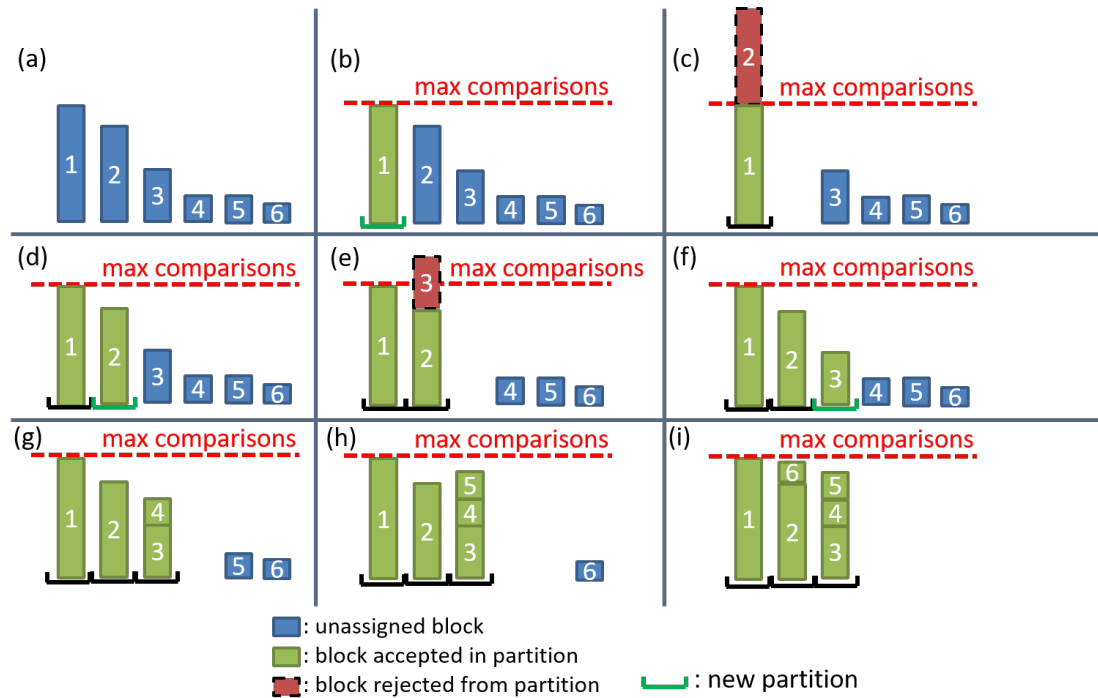 (a)
1
2
3
4
5
6
(b)
max comparisons
1
2
3
4
5
6
(c)
2
max comparisons
1
3
4
5
6
(d)
max comparisons
1
2
3
4
5
6
(e)
3
max comparisons
1
2
4
5
6
(f)
max comparisons
1
2
3
4
5
6
(g)
max comparisons
1
2
4
3
5
6
(h)
max comparisons
1
2
5
4
3
6
(i)
max comparisons
1
6
2
5
4
3
: unassigned block
: block accepted in partition
: block rejected from partition
: new partition